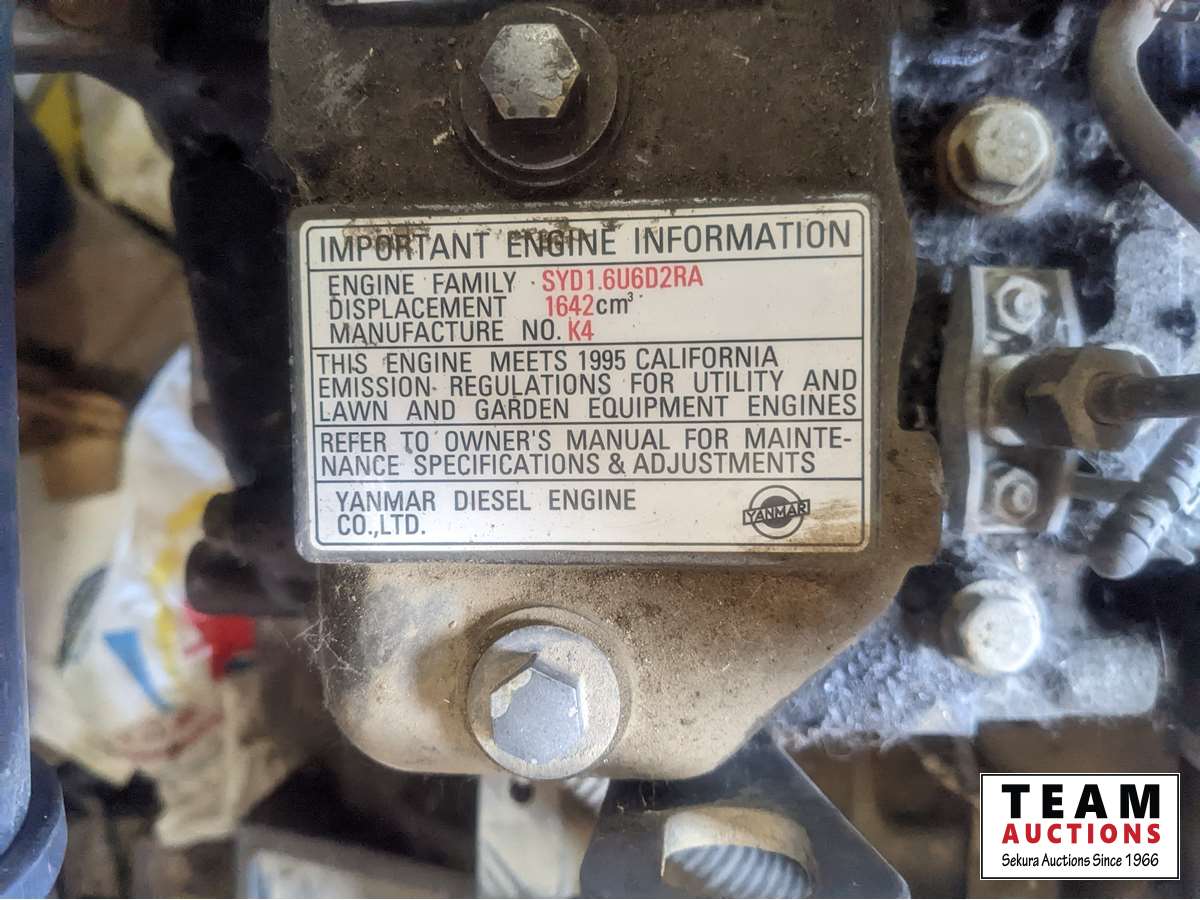 IMPORTANT ENGINE INFORMATION
ENGINE FAMILY SYD1.6U6D2RA
DISPLACEMENT 1642cm³
MANUFACTURE NO. K4
THIS ENGINE MEETS 1995 CALIFORNIA
EMISSION REGULATIONS FOR UTILITY AND
LAWN AND GARDEN EQUIPMENT ENGINES
REFER TO OWNER'S MANUAL FOR MAINTE-
NANCE SPECIFICATIONS & ADJUSTMENTS
YANMAR DIESEL ENGINE
CO.,LTD.
YANMAR
TEAM
AUCTIONS
Sekura Auctions Since 1966